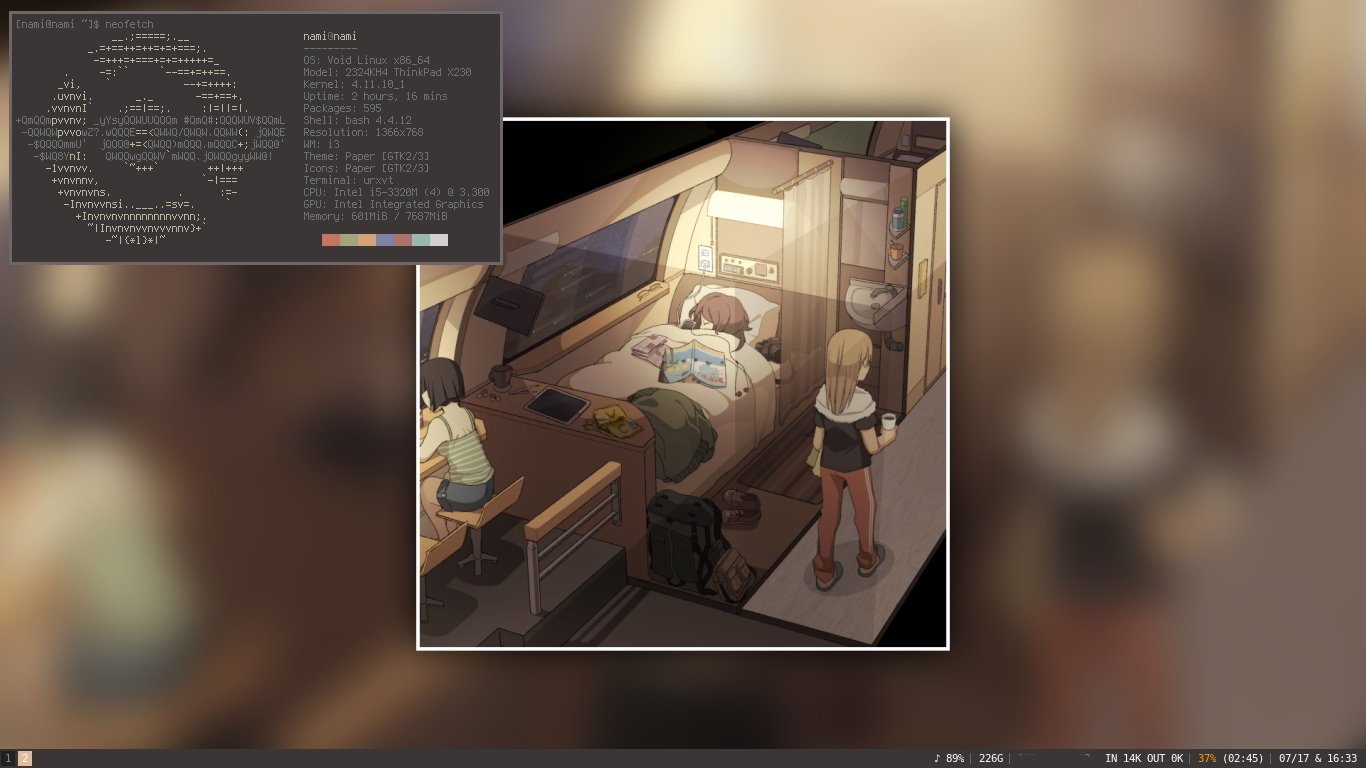 [nami@nami ~]$ neofetch
nami@nami
---------
OS: Void Linux x86_64
Model: 2324KH4 ThinkPad X230
Kernel: 4.11.10_1
Uptime: 2 hours, 16 mins
Packages: 595
Shell: bash 4.4.12
Resolution: 1366x768
WM: i3
Theme: Paper [GTK2/3]
Icons: Paper [GTK2/3]
Terminal: urxvt
CPU: Intel i5-3320M (4) @ 3.300
GPU: Intel Integrated Graphics
Memory: 601MiB / 7687MiB
1 2 ♪ 89% | 226G | IN 14K OUT 0K | 37% (02:45) | 07/17 & 16:33